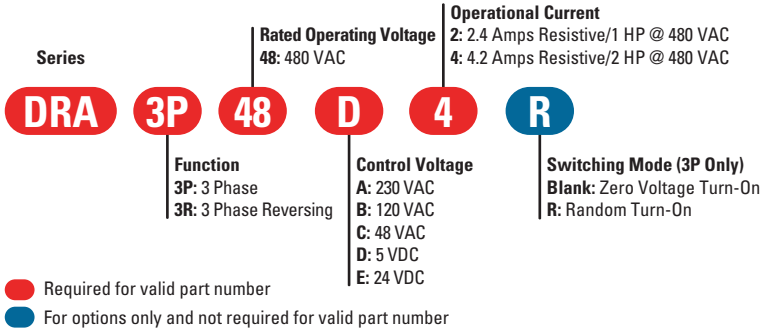 Operational Current
2: 2.4 Amps Resistive/1 HP @ 480 VAC
4: 4.2 Amps Resistive/2 HP @ 480 VAC
Rated Operating Voltage
48: 480 VAC
Series
DRA 3P 48 D 4 R
Function
3P: 3 Phase
3R: 3 Phase Reversing
Control Voltage
A: 230 VAC
B: 120 VAC
C: 48 VAC
D: 5 VDC
E: 24 VDC
Switching Mode (3P Only)
Blank: Zero Voltage Turn-On
R: Random Turn-On
Required for valid part number
For options only and not required for valid part number